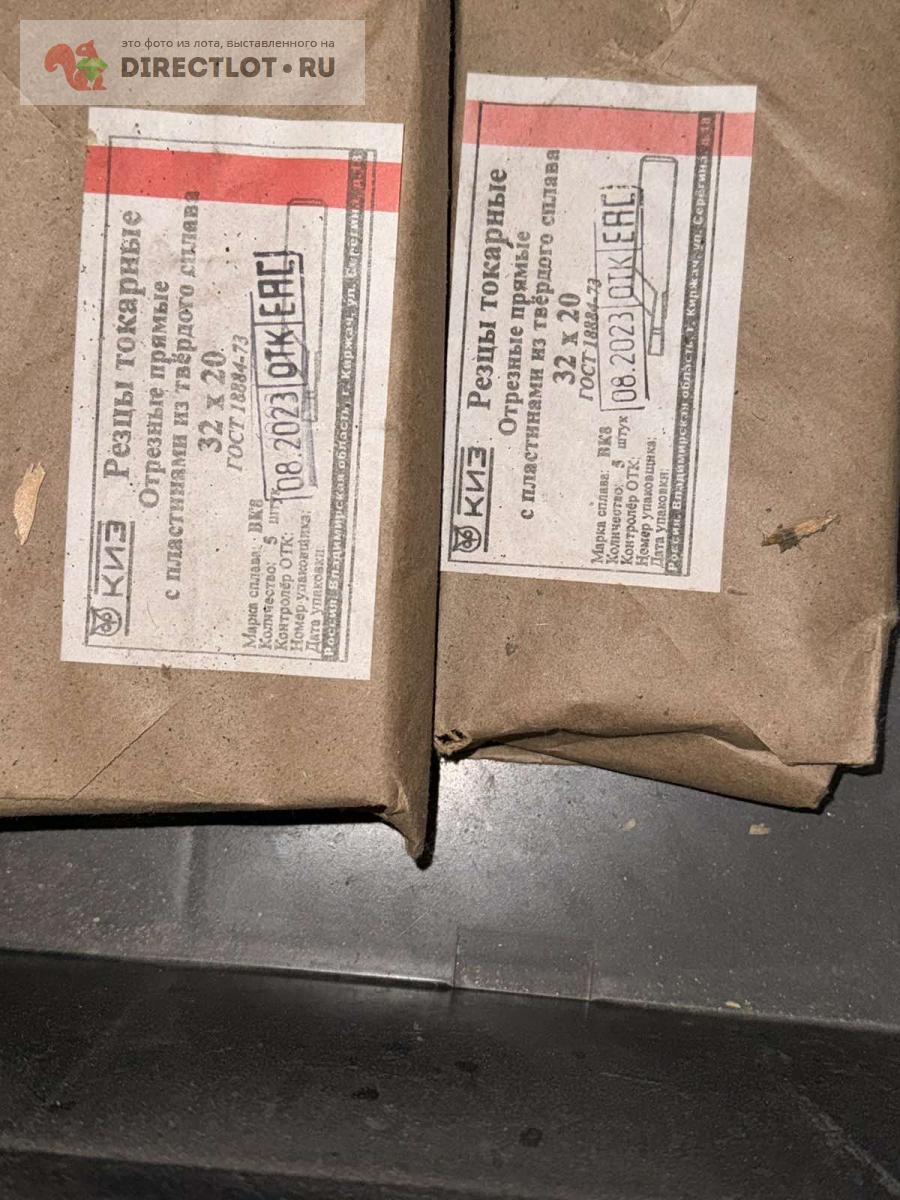 это фото из лота, выставленного на
DIRECTLOT•RU
КИЗ
Резцы токарные
Отрезные прямые
с пластинами из твёрдого сплава
32 x 20
ГОСТ 18884-73
Марка сплава: ВК8
Количество: 5 штук
Контролёр ОТК:
Номер упаковщика:
Дата упаковки:
08.2023 ОТК ЕАС
Россия, Владимирская область, г. Киржач, ул. Серёгина, д.18
КИЗ
Резцы токарные
Отрезные прямые
с пластинами из твёрдого сплава
32 x 20
ГОСТ 18884-73
Марка сплава: ВК8
Количество: 5 штук
Контролёр ОТК:
Номер упаковщика:
Дата упаковки:
08.2023 ОТК ЕАС
Россия, Владимирская область, г. Киржач, ул. Серёгина, д.18